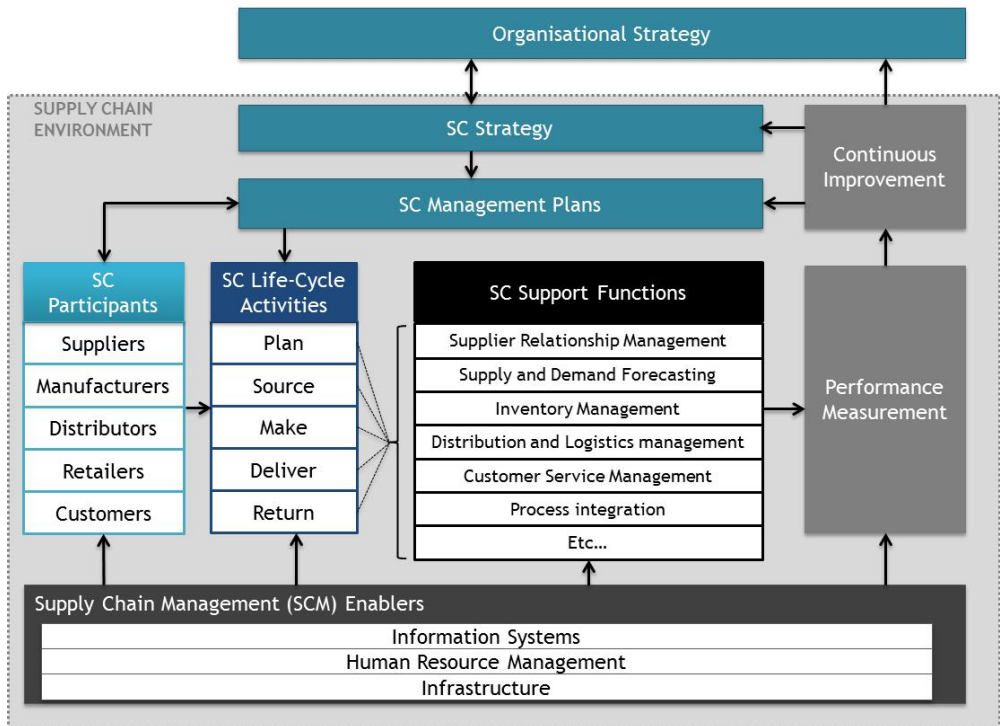 Organisational Strategy
SUPPLY CHAIN
ENVIRONMENT
SC Strategy
Continuous
Improvement
SC Management Plans
SC
Participants
Suppliers
Manufacturers
Distributors
Retailers
Customers
SC Life-Cycle
Activities
Plan
Source
Make
Deliver
Return
SC Support Functions
Supplier Relationship Management
Supply and Demand Forecasting
Inventory Management
Distribution and Logistics management
Customer Service Management
Process integration
Etc...
Performance
Measurement
Supply Chain Management (SCM) Enablers
Information Systems
Human Resource Management
Infrastructure